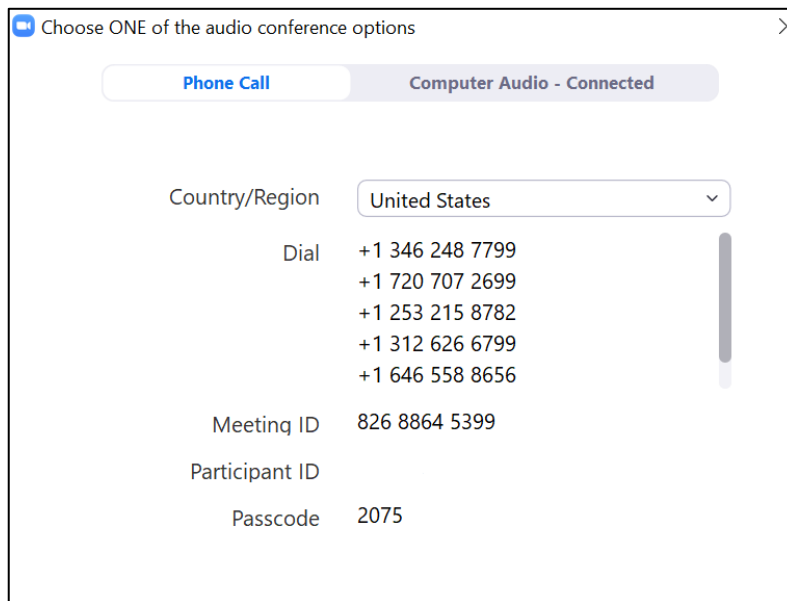 Choose ONE of the audio conference options
Phone Call Computer Audio - Connected
Country/Region United States
Dial +1 346 248 7799
+1 720 707 2699
+1 253 215 8782
+1 312 626 6799
+1 646 558 8656
Meeting ID 826 8864 5399
Participant ID
Passcode 2075